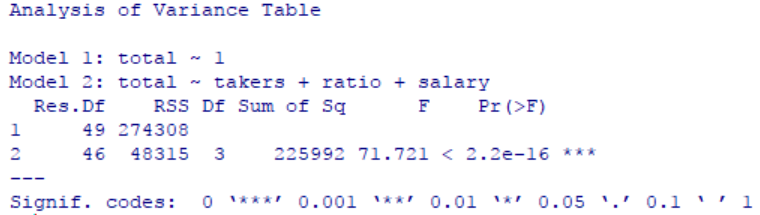 Analysis of Variance Table
Model 1: total ~ 1
Model 2: total ~ takers + ratio + salary
  Res.Df    RSS Df Sum of Sq      F    Pr(>F)
1     49 274308
2     46  48315  3    225992 71.721 < 2.2e-16 ***
---
Signif. codes:  0 ‘***’ 0.001 ‘**’ 0.01 ‘*’ 0.05 ‘.’ 0.1 ‘ ’ 1